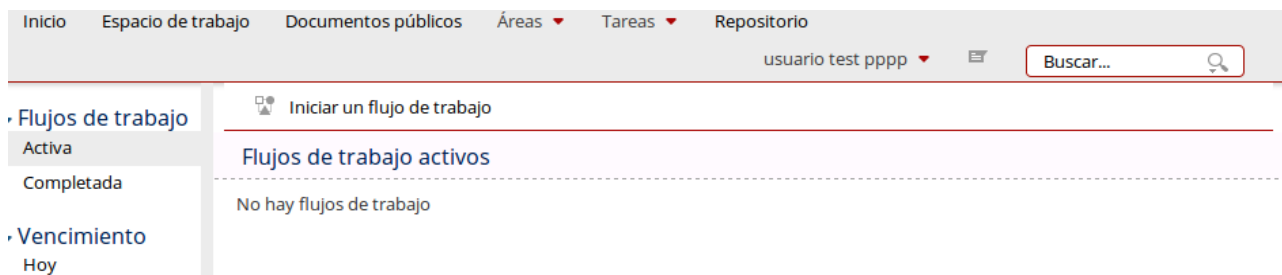 Inicio Espacio de trabajo Documentos públicos Áreas Tareas Repositorio
usuario test pppp Buscar...
Flujos de trabajo
Activa
Completada
Vencimiento
Hoy
Iniciar un flujo de trabajo
Flujos de trabajo activos
No hay flujos de trabajo